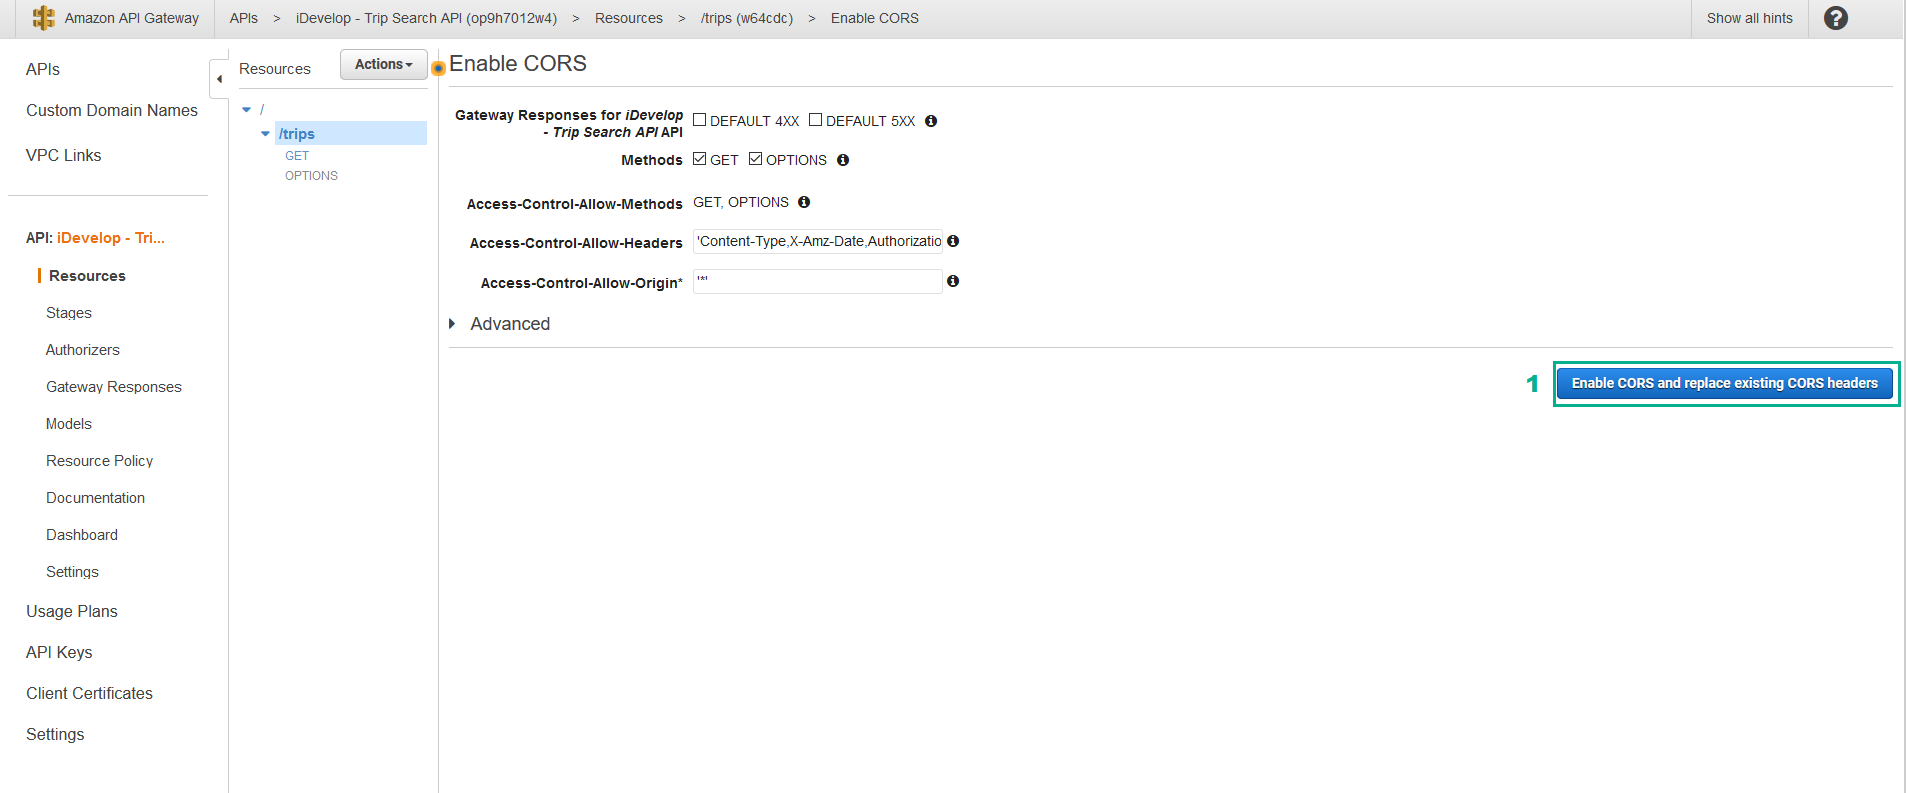 Amazon API Gateway
APIs > iDevelop - Trip Search API (op9h7012w4) > Resources > /trips (w64cdc) > Enable CORS
Show all hints
?
APIs
Custom Domain Names
VPC Links
API: iDevelop - Tri...
Resources
Stages
Authorizers
Gateway Responses
Models
Resource Policy
Documentation
Dashboard
Settings
Usage Plans
API Keys
Client Certificates
Settings
Resources
Actions
/
/trips
GET
OPTIONS
Enable CORS
Gateway Responses for iDevelop
- Trip Search API API
DEFAULT 4XX DEFAULT 5XX
Methods GET OPTIONS
Access-Control-Allow-Methods GET, OPTIONS
Access-Control-Allow-Headers 'Content-Type,X-Amz-Date,Authorizatio
Access-Control-Allow-Origin* '*'
Advanced
1 Enable CORS and replace existing CORS headers